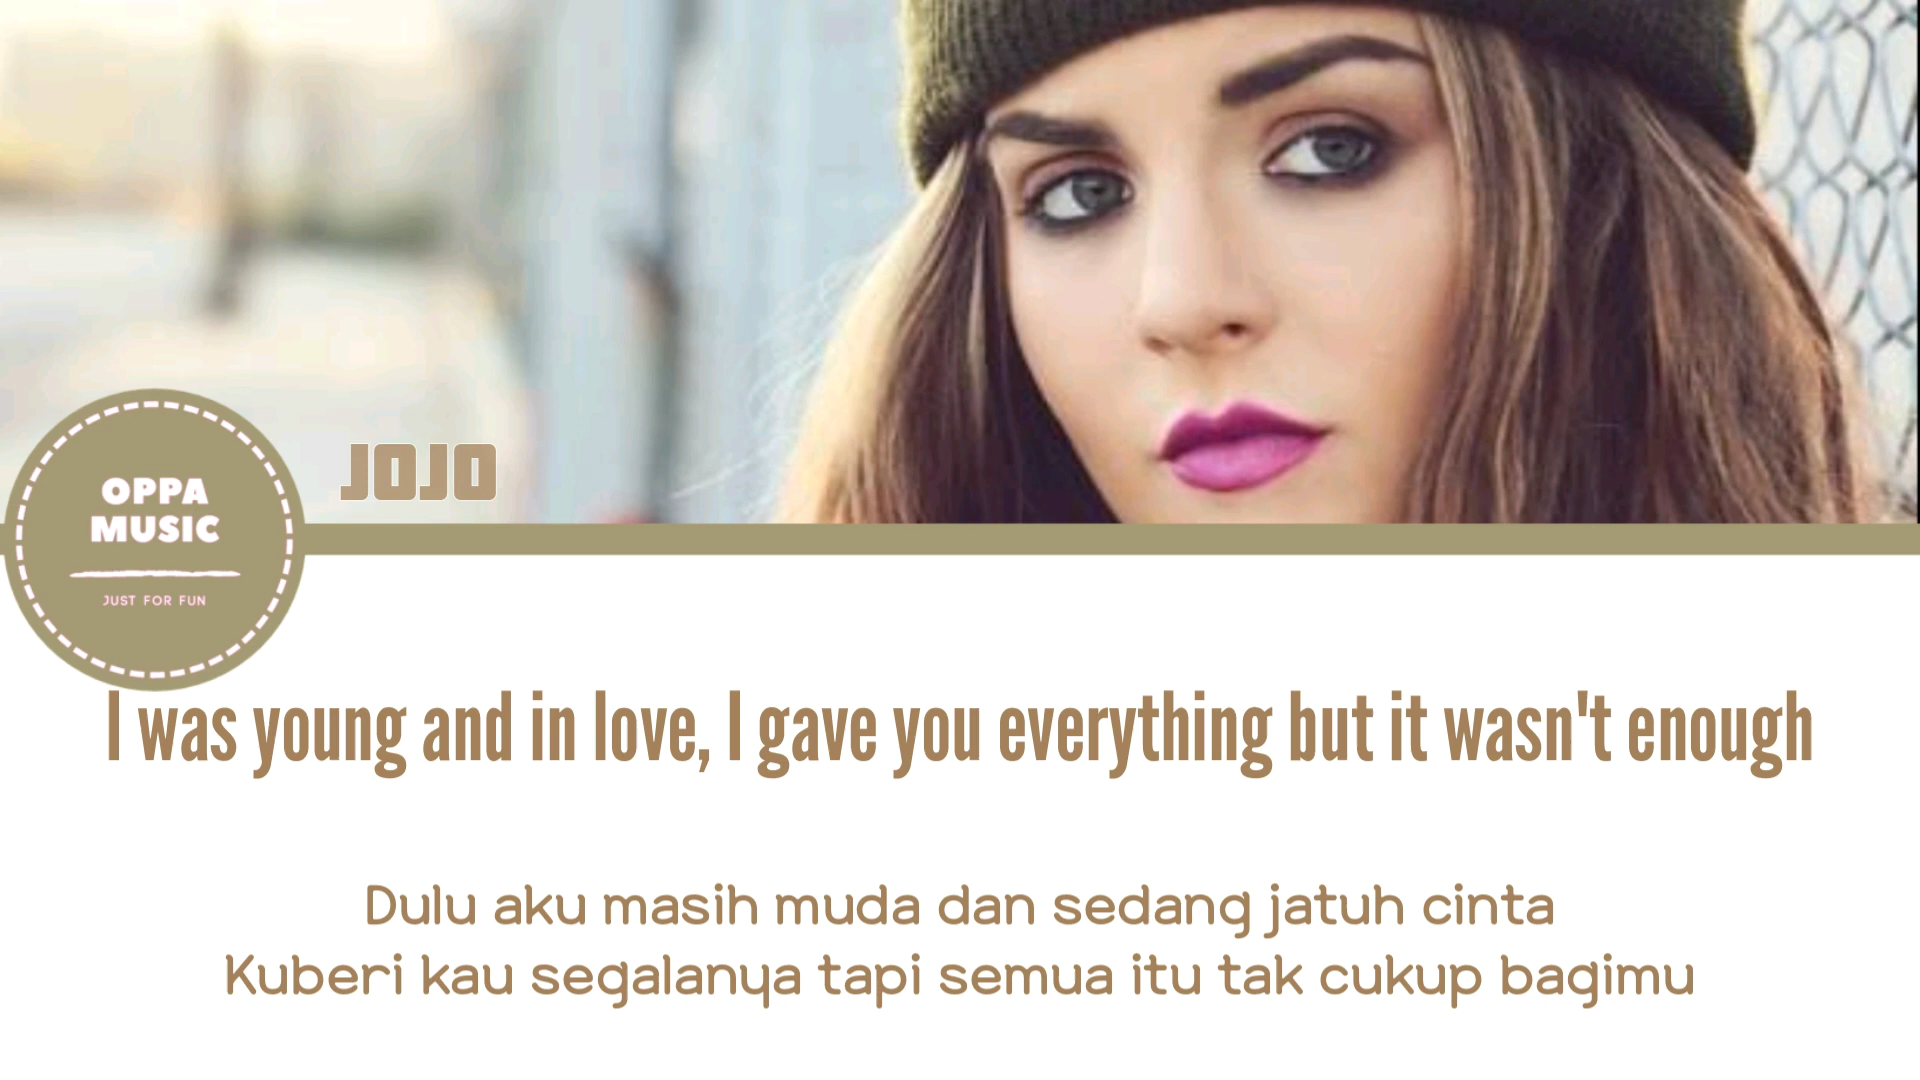 OPPA
MUSIC
JUST FOR FUN
JOJO
I was young and in love, I gave you everything but it wasn't enough
Dulu aku masih muda dan sedang jatuh cinta
Kuberi kau segalanya tapi semua itu tak cukup bagimu